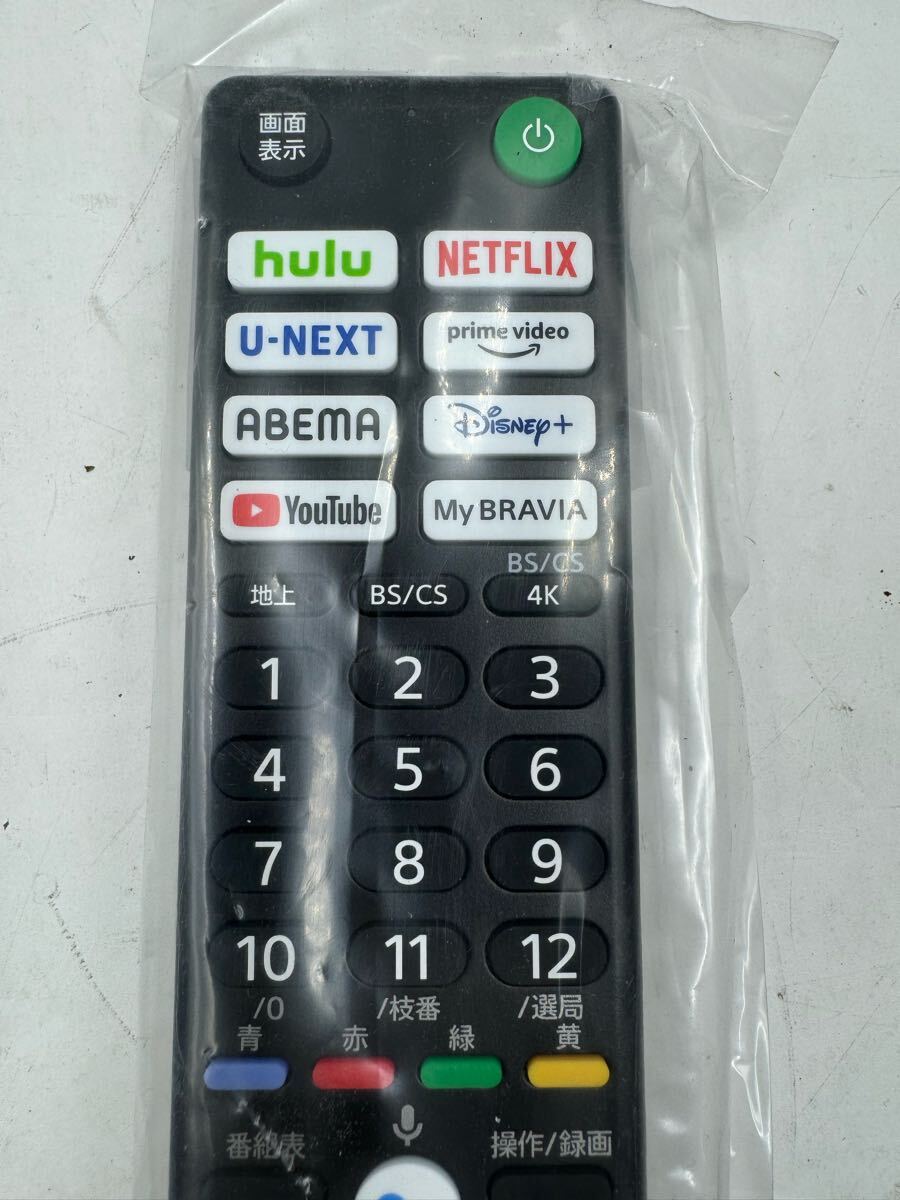 画面
表示
hulu
NETFLIX
U-NEXT
prime video
ABEMA
Disney+
YouTube
My BRAVIA
BS/CS
地上
BS/CS
4K
1
2
3
4
5
6
7
8
9
10
11
12
/0
/枝番
/選局
青
赤
緑
黄
番組表
操作/録画